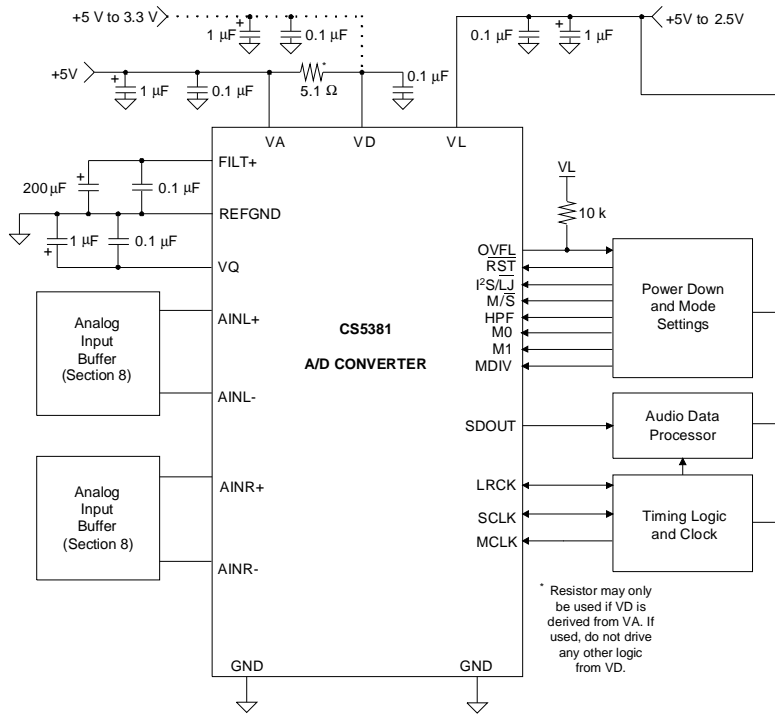 +5 V to 3.3 V
+
1 µF
0.1 µF
0.1 µF
+
1 µF
+5V to 2.5V
+5V
+
1 µF
0.1 µF
*
5.1 Ω
0.1 µF
VA
VD
VL
FILT+
+
200 µF
0.1 µF
REFGND
1 µF
+
0.1 µF
VQ
VL
10 k
OVFL
RST
I²S/LJ
M/S
HPF
M0
M1
MDIV
Power Down
and Mode
Settings
Analog
Input
Buffer
(Section 8)
AINL+
AINL-
CS5381
A/D CONVERTER
SDOUT
Audio Data
Processor
Analog
Input
Buffer
(Section 8)
AINR+
AINR-
LRCK
SCLK
MCLK
Timing Logic
and Clock
* Resistor may only
be used if VD is
derived from VA. If
used, do not drive
any other logic
from VD.
GND
GND